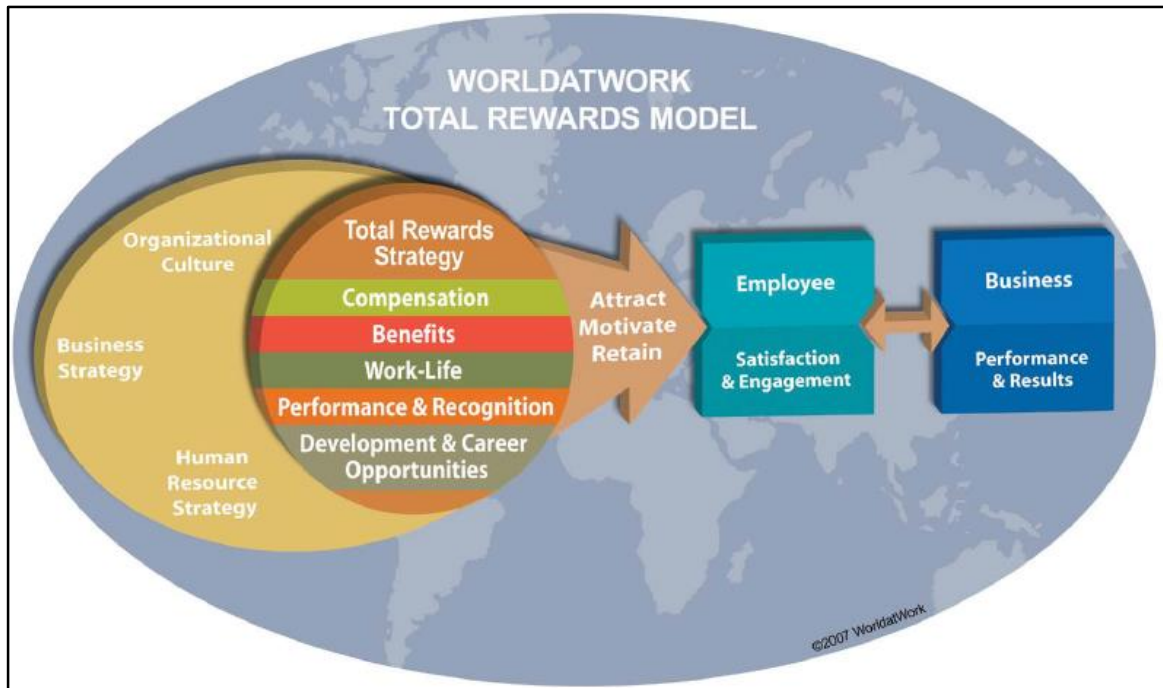 WORLDATWORK
TOTAL REWARDS MODEL
Organizational
Culture
Business
Strategy
Human
Resource
Strategy
Total Rewards
Strategy
Compensation
Benefits
Work-Life
Performance & Recognition
Development & Career
Opportunities
Attract
Motivate
Retain
Employee
Satisfaction
& Engagement
Business
Performance
& Results
©2007 WorldatWork